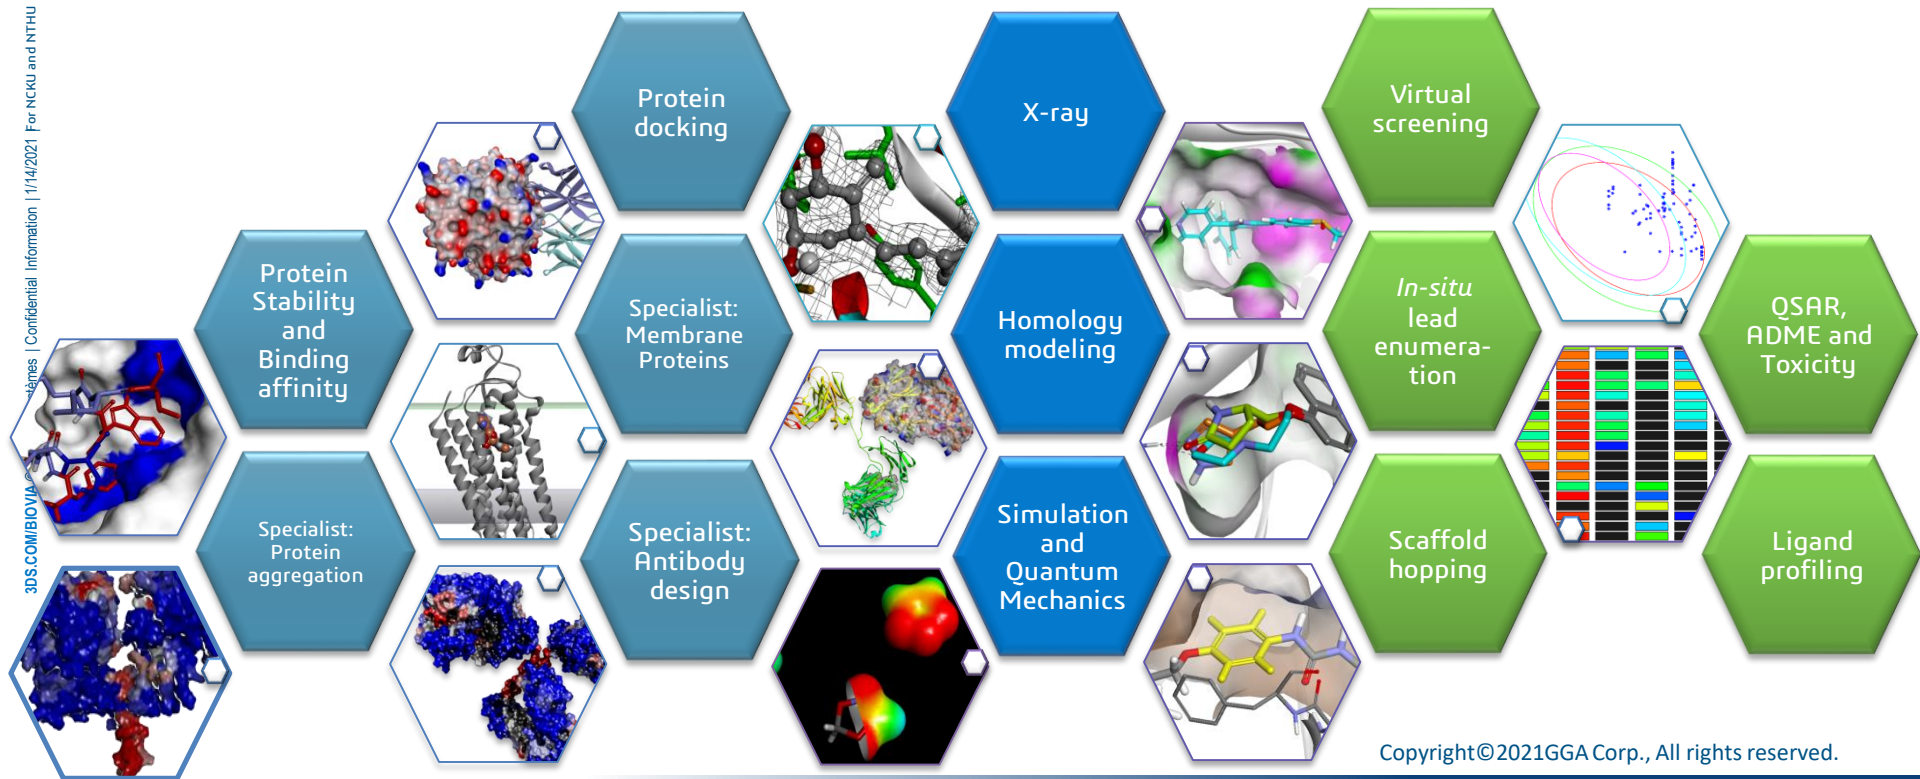 3DS.COM/BIOVIA © stèmes | Confidential Information | 1/14/2021 For NCKU and NTHU
Protein
Stability
and
Binding
affinity
Specialist:
Protein
aggregation
Protein
docking
Specialist:
Membrane
Proteins
Specialist:
Antibody
design
X-ray
Homology
modeling
Simulation
and
Quantum
Mechanics
Virtual
screening
In-situ
lead
enumera-
tion
Scaffold
hopping
QSAR,
ADME and
Toxicity
Ligand
profiling
Copyright©2021GGA Corp., All rights reserved.